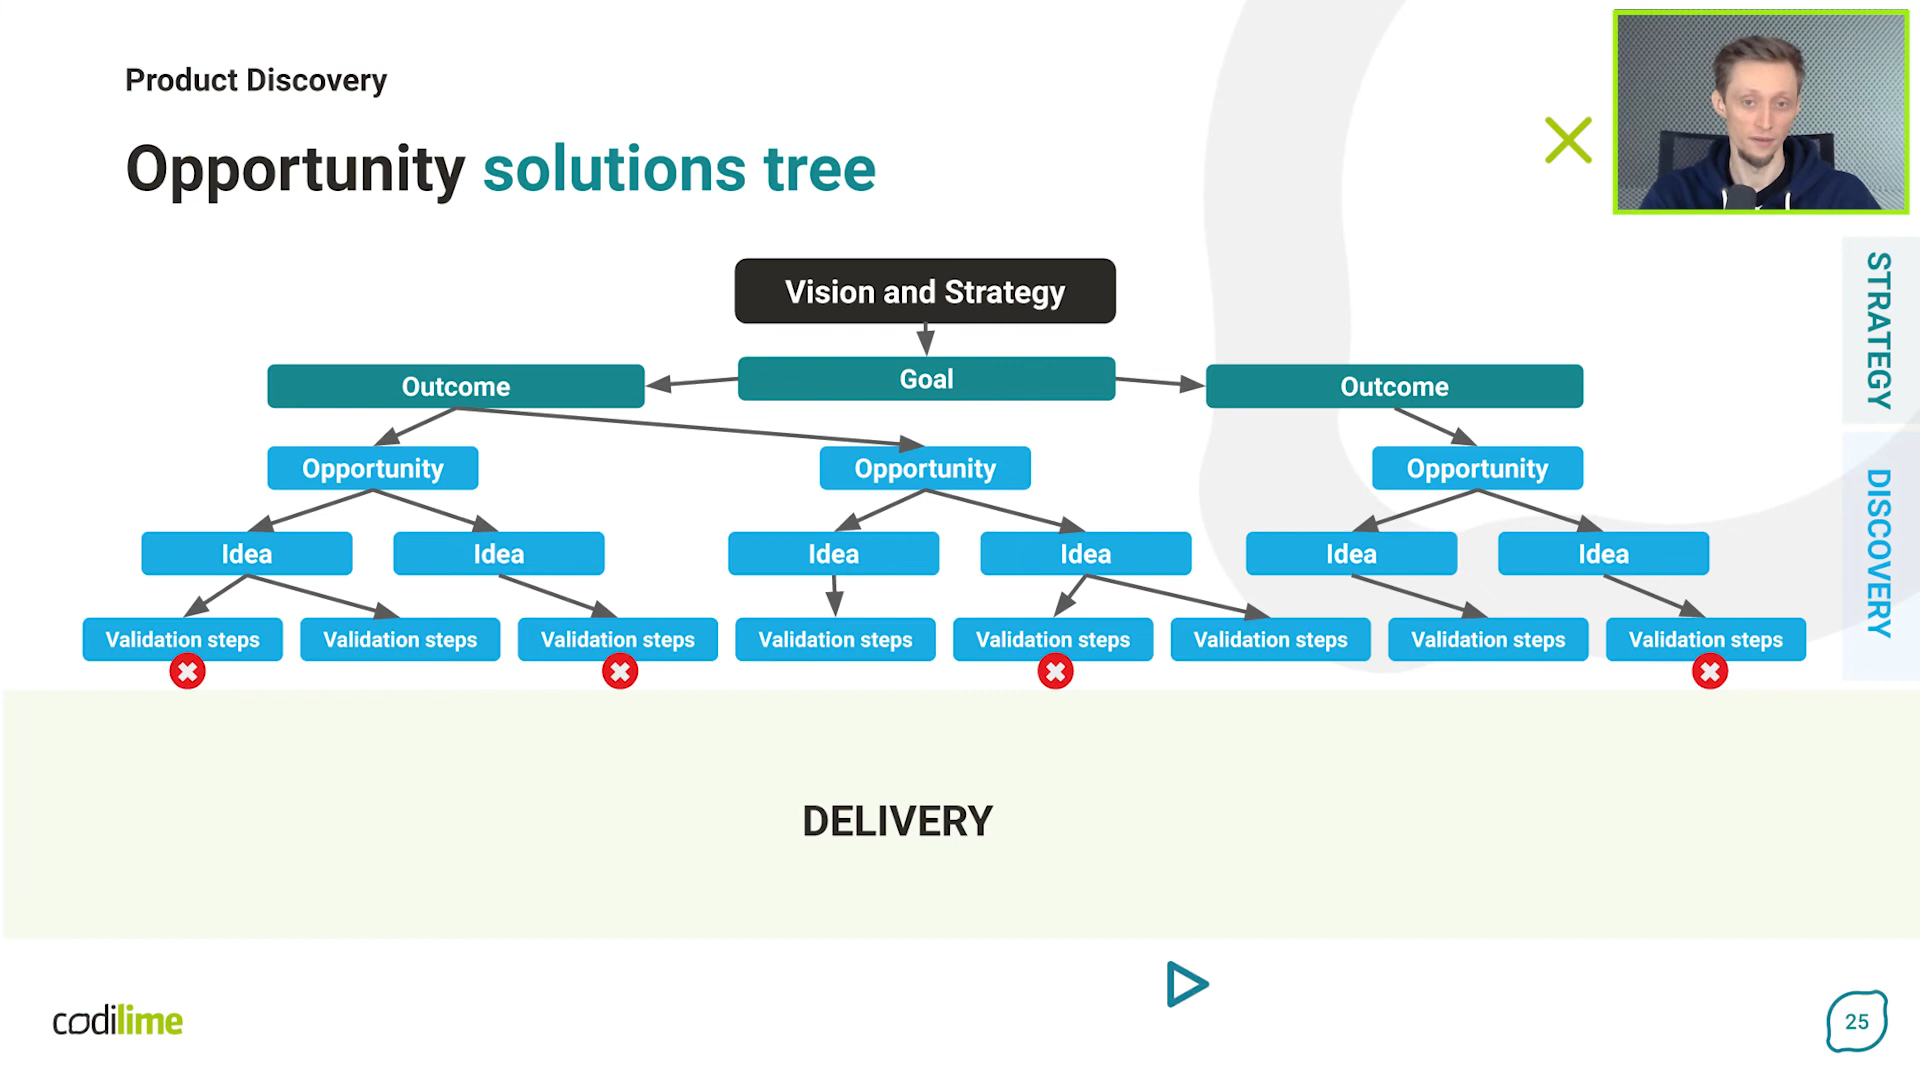 Product Discovery
Opportunity solutions tree
Vision and Strategy
Outcome
Goal
Outcome
Opportunity
Opportunity
Opportunity
Idea
Idea
Idea
Idea
Idea
Idea
Validation steps
Validation steps
Validation steps
Validation steps
Validation steps
Validation steps
Validation steps
Validation steps
STRATEGY
DISCOVERY
DELIVERY
codilime
25